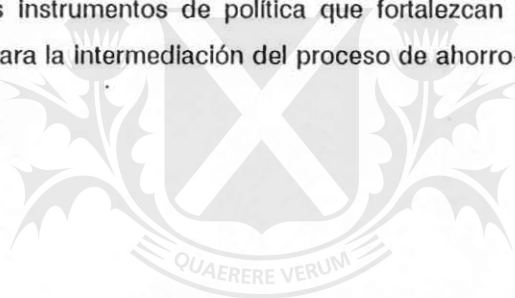 s instrumentos de política que fortalezcan
ara la intermediación del proceso de ahorro-
QUAERERE VERUM